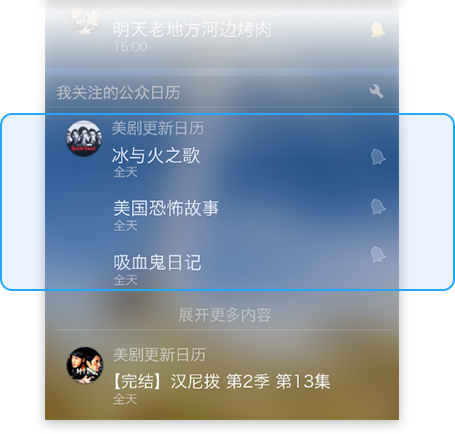 明天老地方河边烤肉
15:00
我关注的公众日历
美剧更新日历
冰与火之歌
全天
美国恐怖故事
全天
吸血鬼日记
全天
展开更多内容
美剧更新日历
【完结】汉尼拨 第2季 第13集
全天